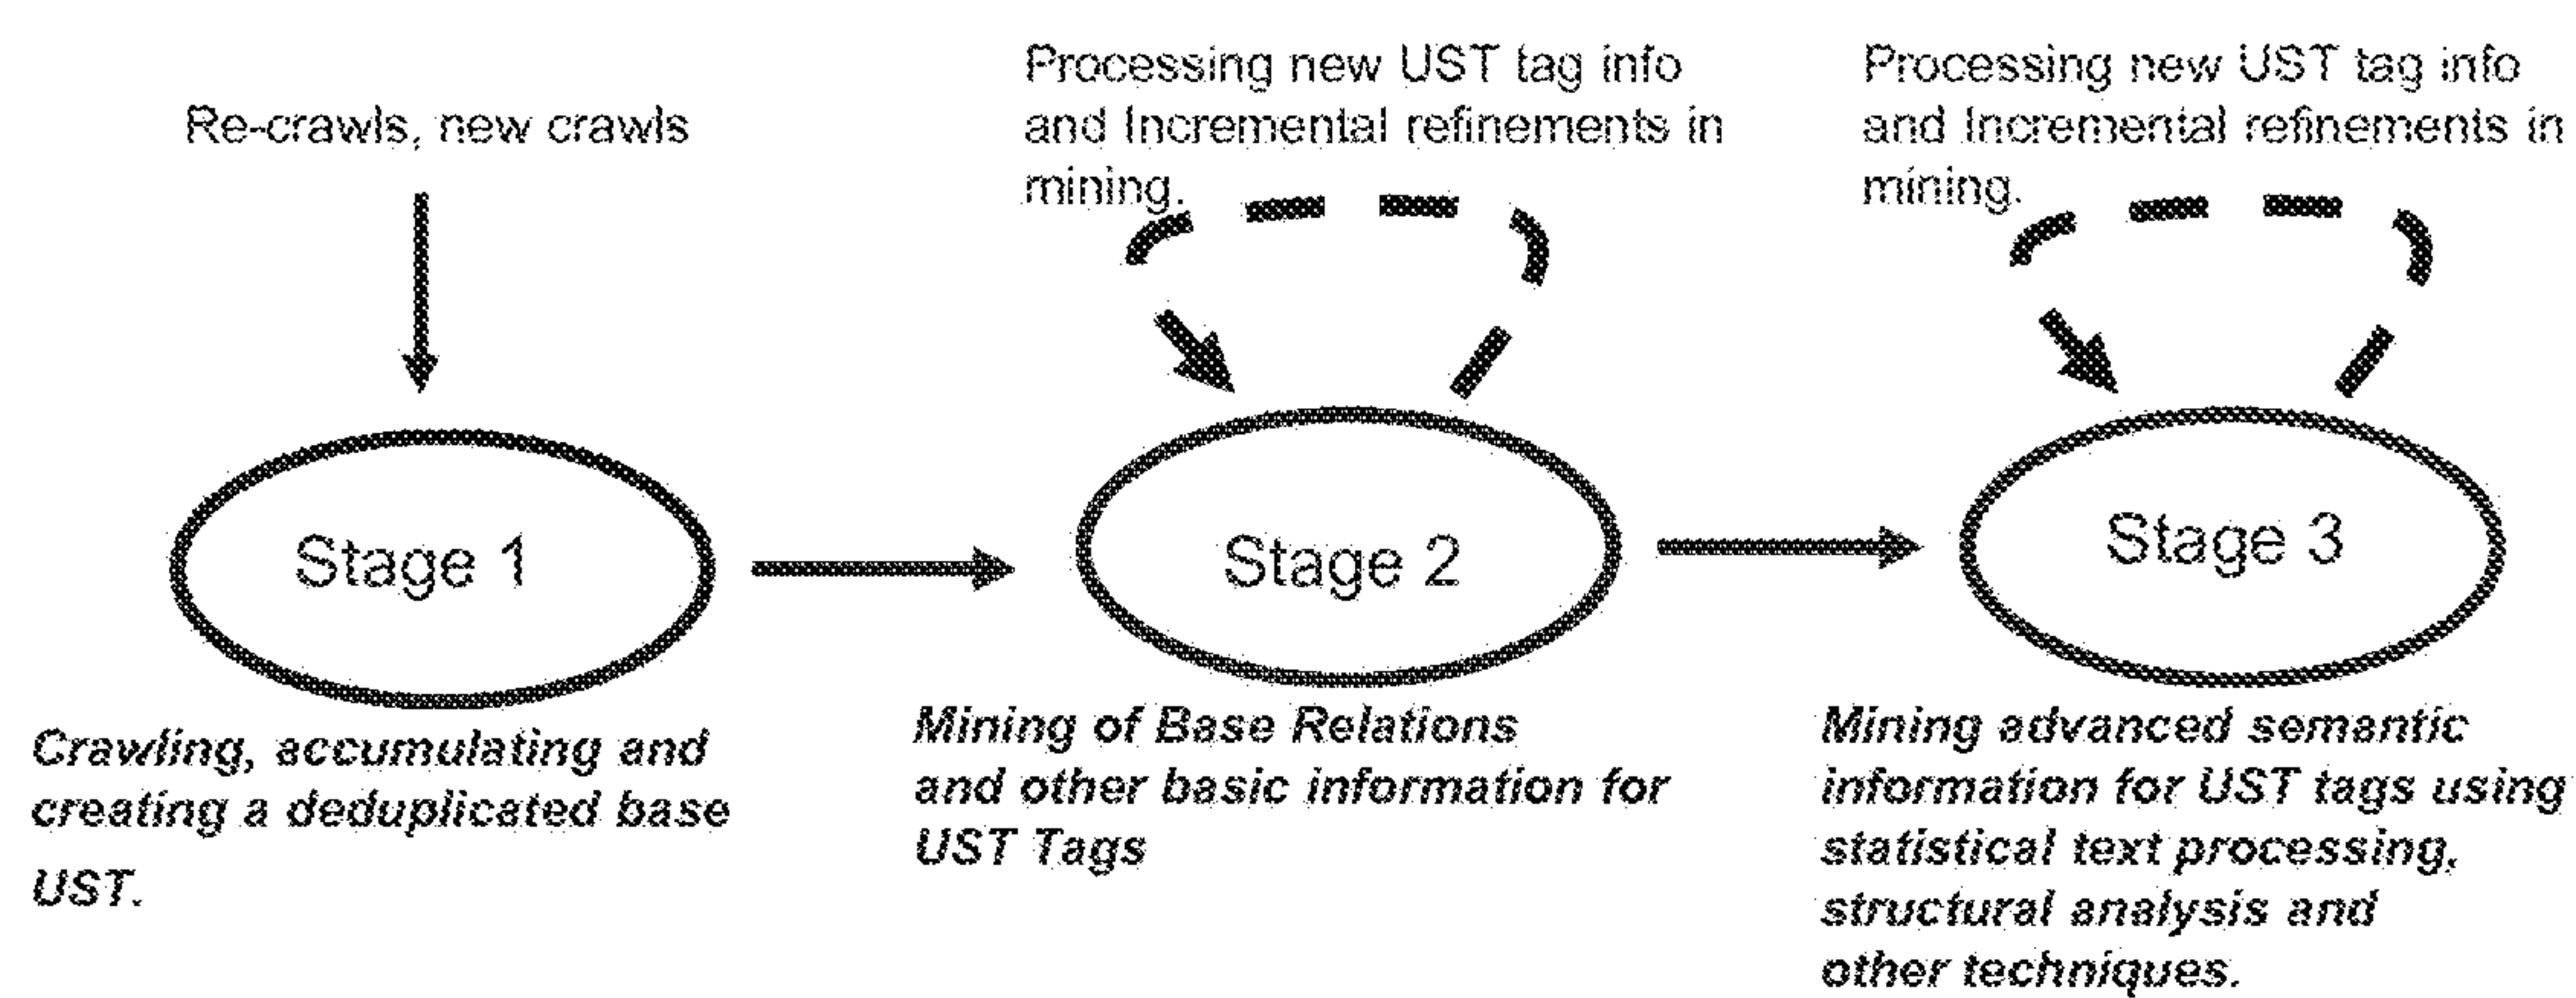 Re-crawls, new crawls
Processing new UST tag info
and Incremental refinements in
mining.
Processing new UST tag info
and Incremental refinements in
mining.
Stage 1
Stage 2
Stage 3
Crawling, accumulating and
creating a deduplicated base
UST.
Mining of Base Relations
and other basic information for
UST Tags
Mining advanced semantic
information for UST tags using
statistical text processing,
structural analysis and
other techniques.